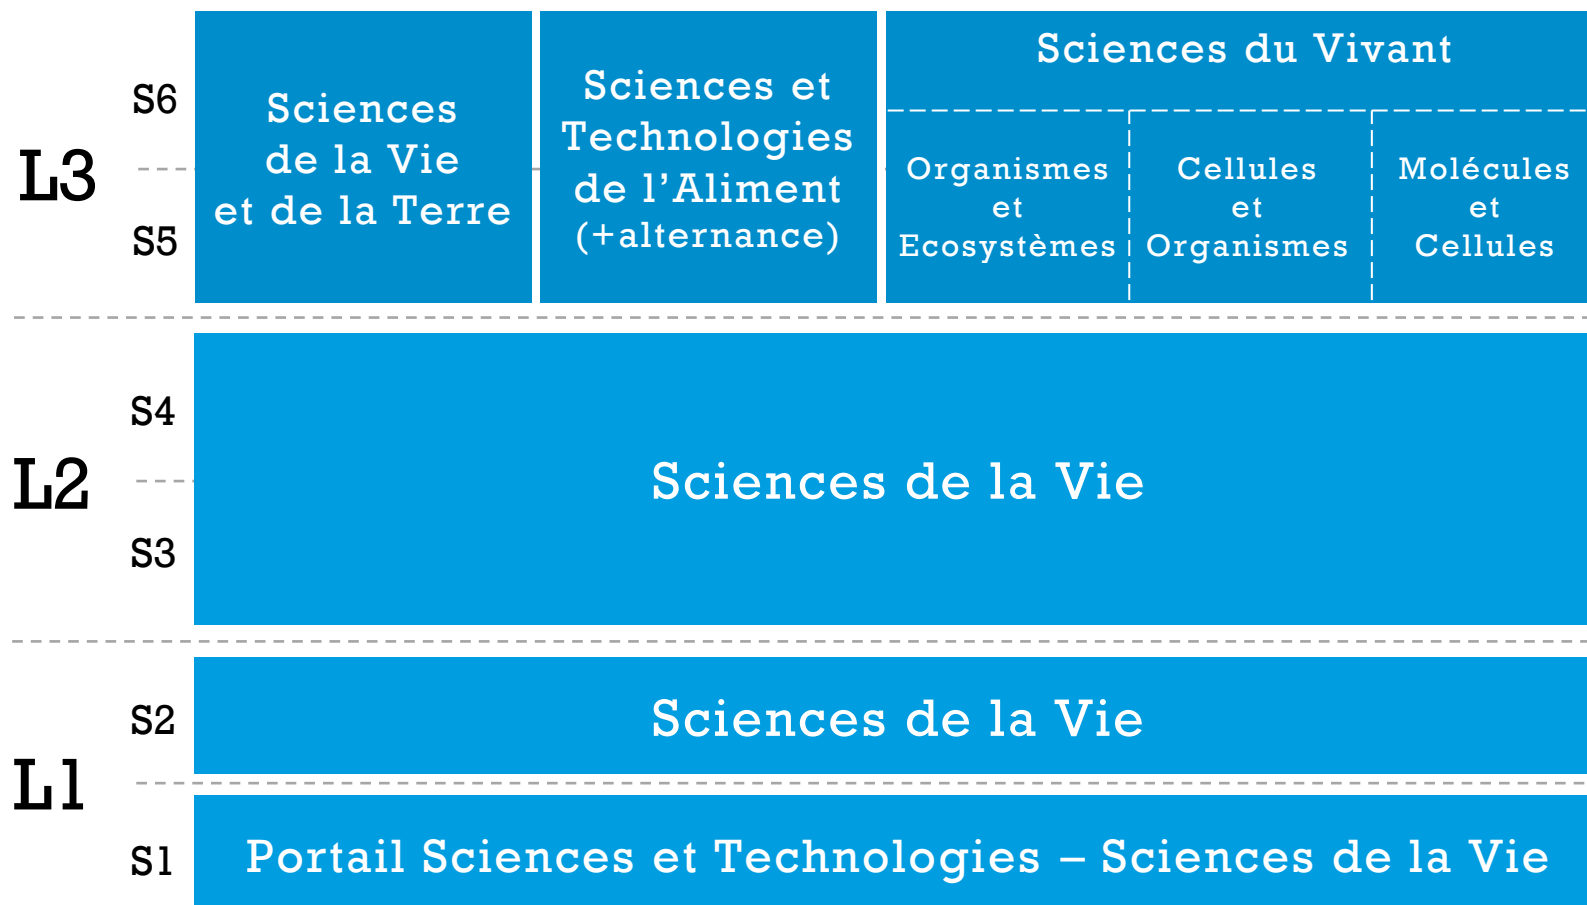 L3
S6
S5
Sciences
de la Vie
et de la Terre
Sciences et
Technologies
de l’Aliment
(+alternance)
Sciences du Vivant
Organismes
et
Ecosystèmes
Cellules
et
Organismes
Molécules
et
Cellules
L2
S4
S3
Sciences de la Vie
L1
S2
Sciences de la Vie
S1
Portail Sciences et Technologies – Sciences de la Vie